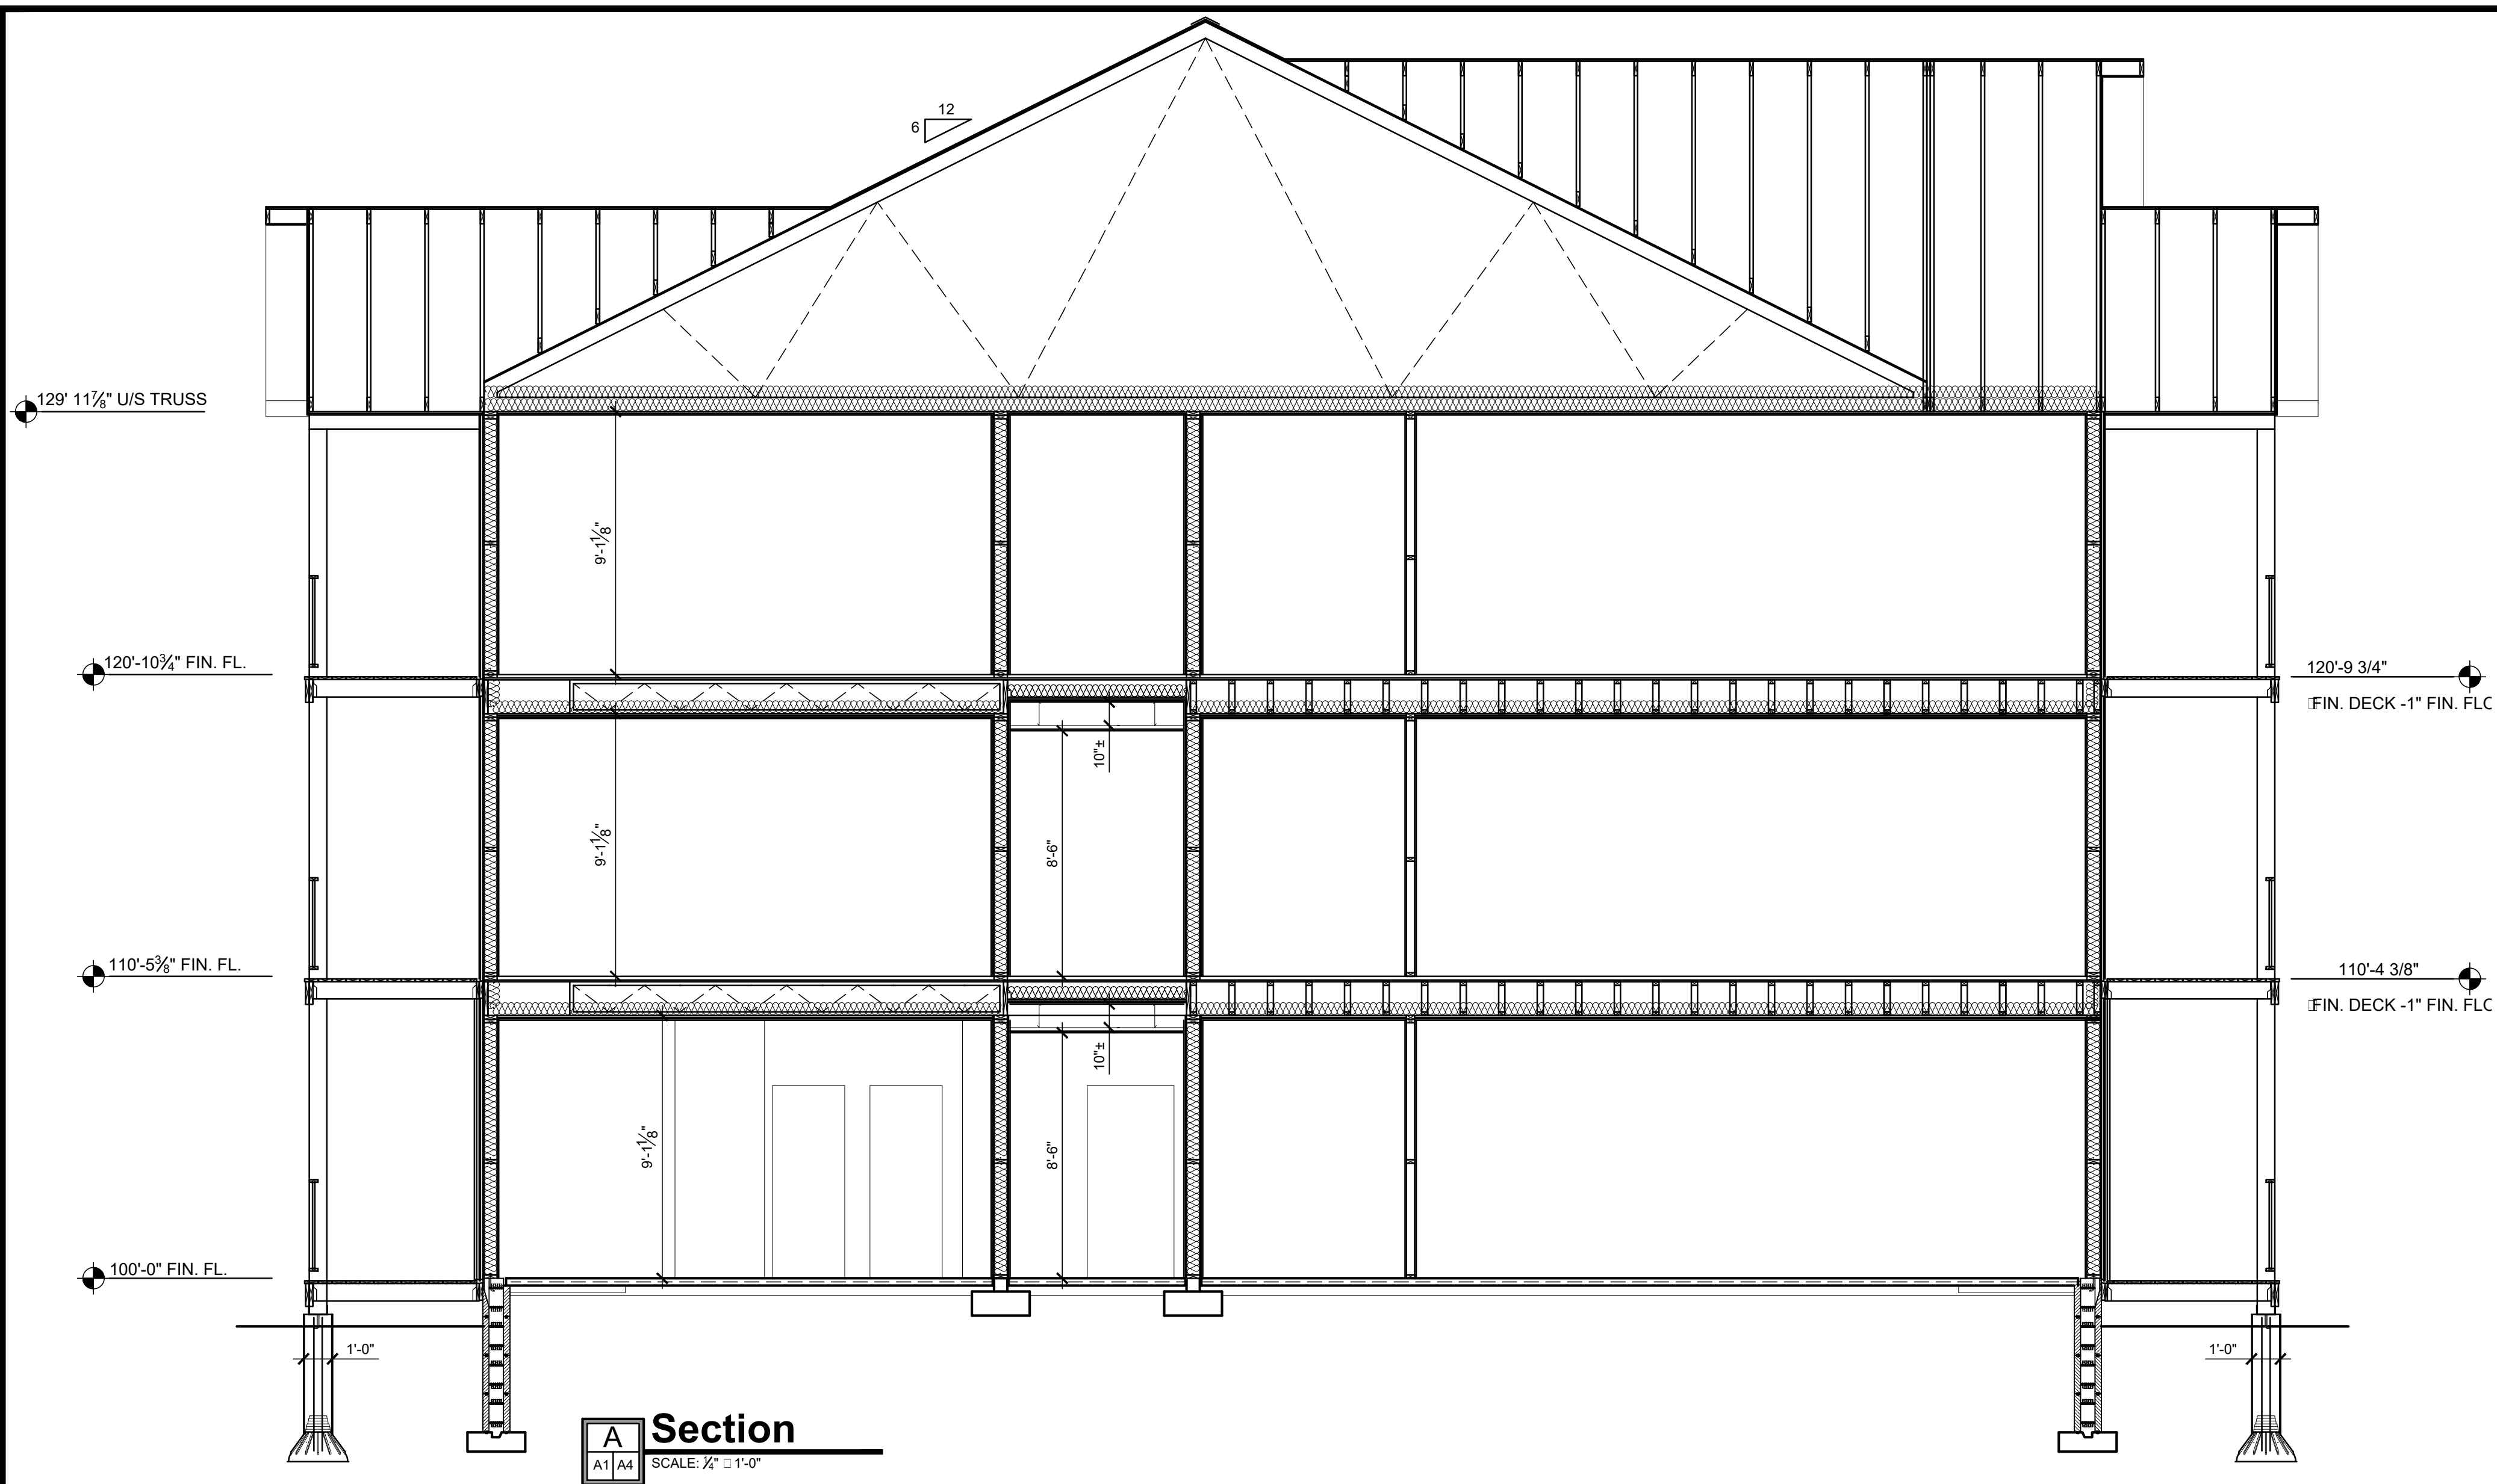 12
6
129' 11⅞" U/S TRUSS
9'-1⅛"
120'-10¾" FIN. FL.
120'-9 3/4"
FIN. DECK -1" FIN. FLC
10"±
9'-1⅛"
8'-6"
110'-5⅜" FIN. FL.
110'-4 3/8"
FIN. DECK -1" FIN. FLC
10"±
9'-1⅛"
8'-6"
100'-0" FIN. FL.
1'-0"
1'-0"
A
A1 A4
Section
SCALE: ¼" □ 1'-0"